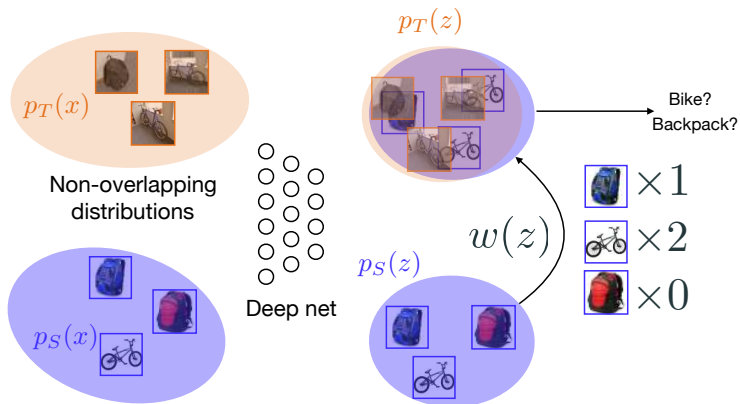 p_T(x)
Non-overlapping
distributions
p_S(x)
Deep net
p_T(z)
p_S(z)
w(z)
Bike?
Backpack?
×1
×2
×0